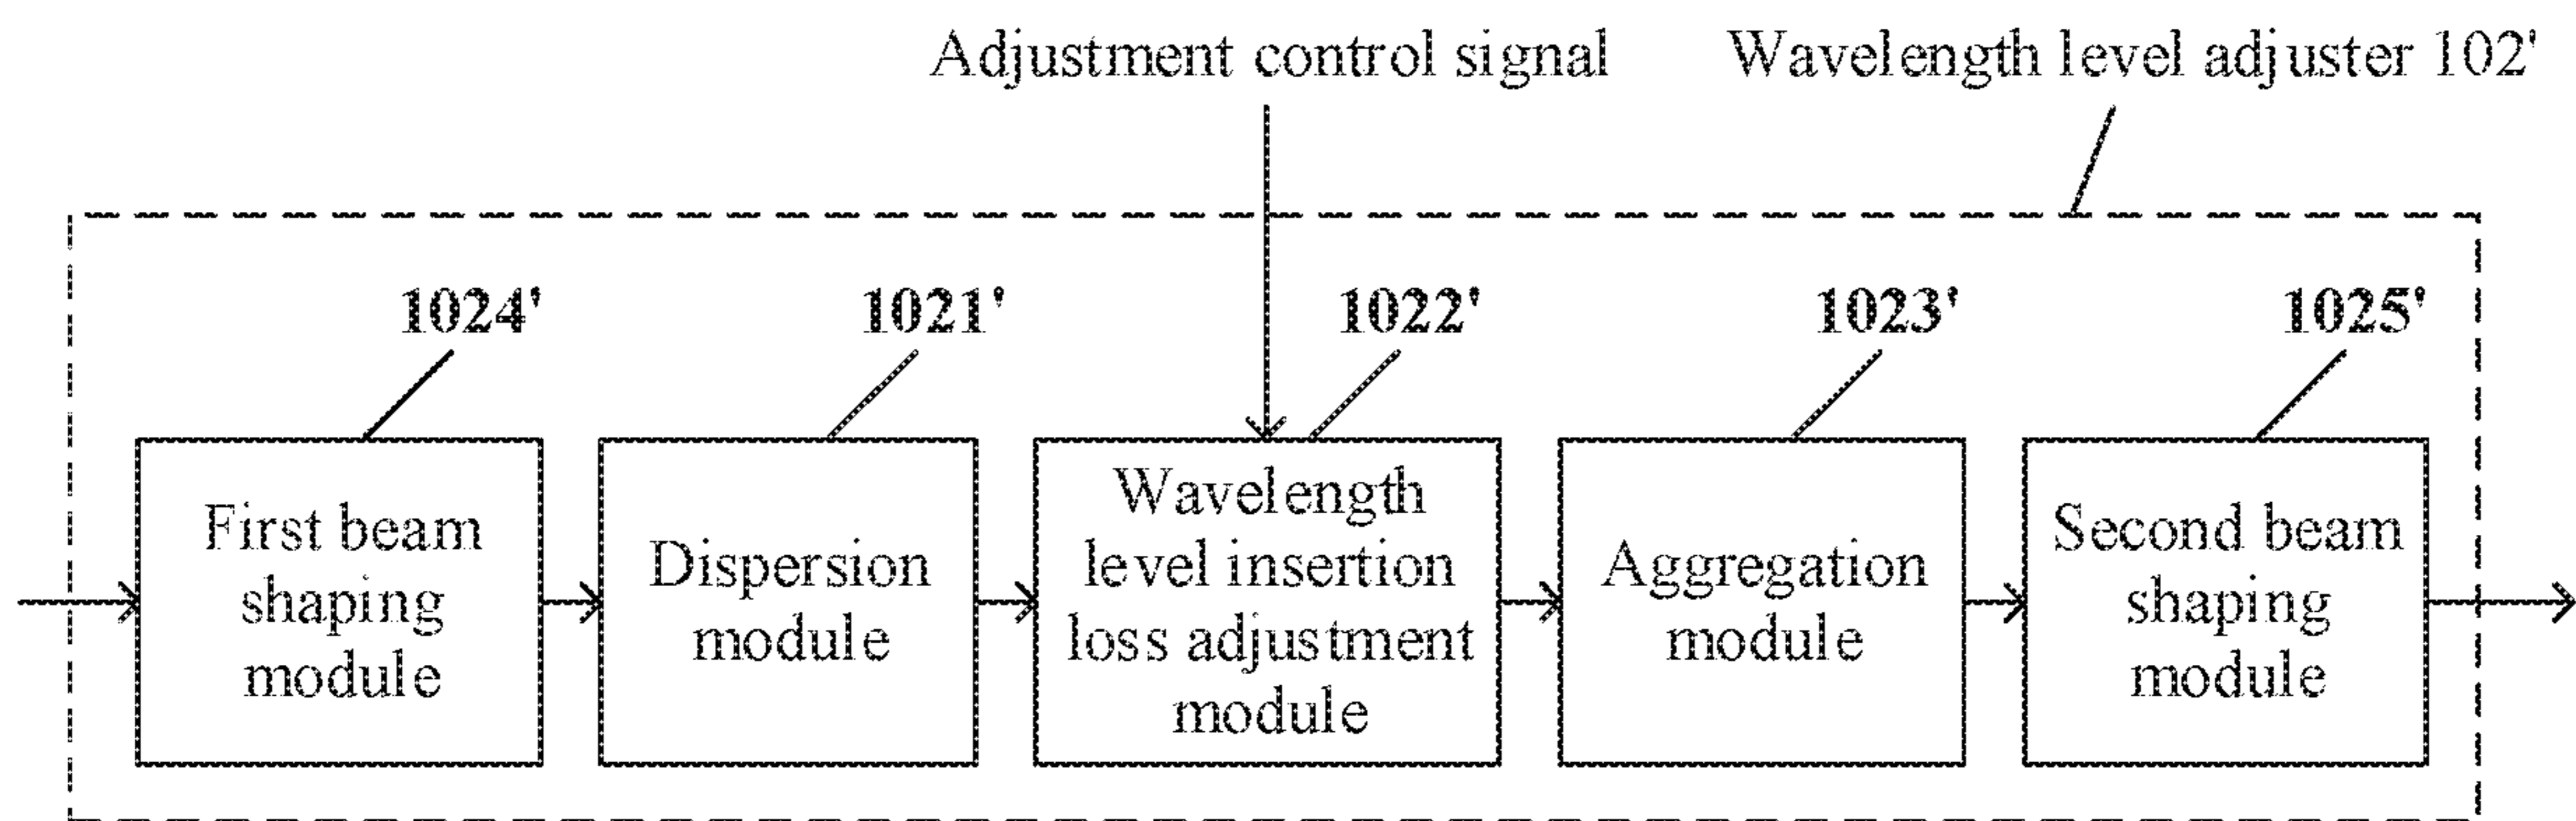 Adjustment control signal
Wavelength level adjuster 102'
1024'
1021'
1022'
1023'
1025'
First beam
shaping
module
Dispersion
module
Wavelength
level insertion
loss adjustment
module
Aggregation
module
Second beam
shaping
module